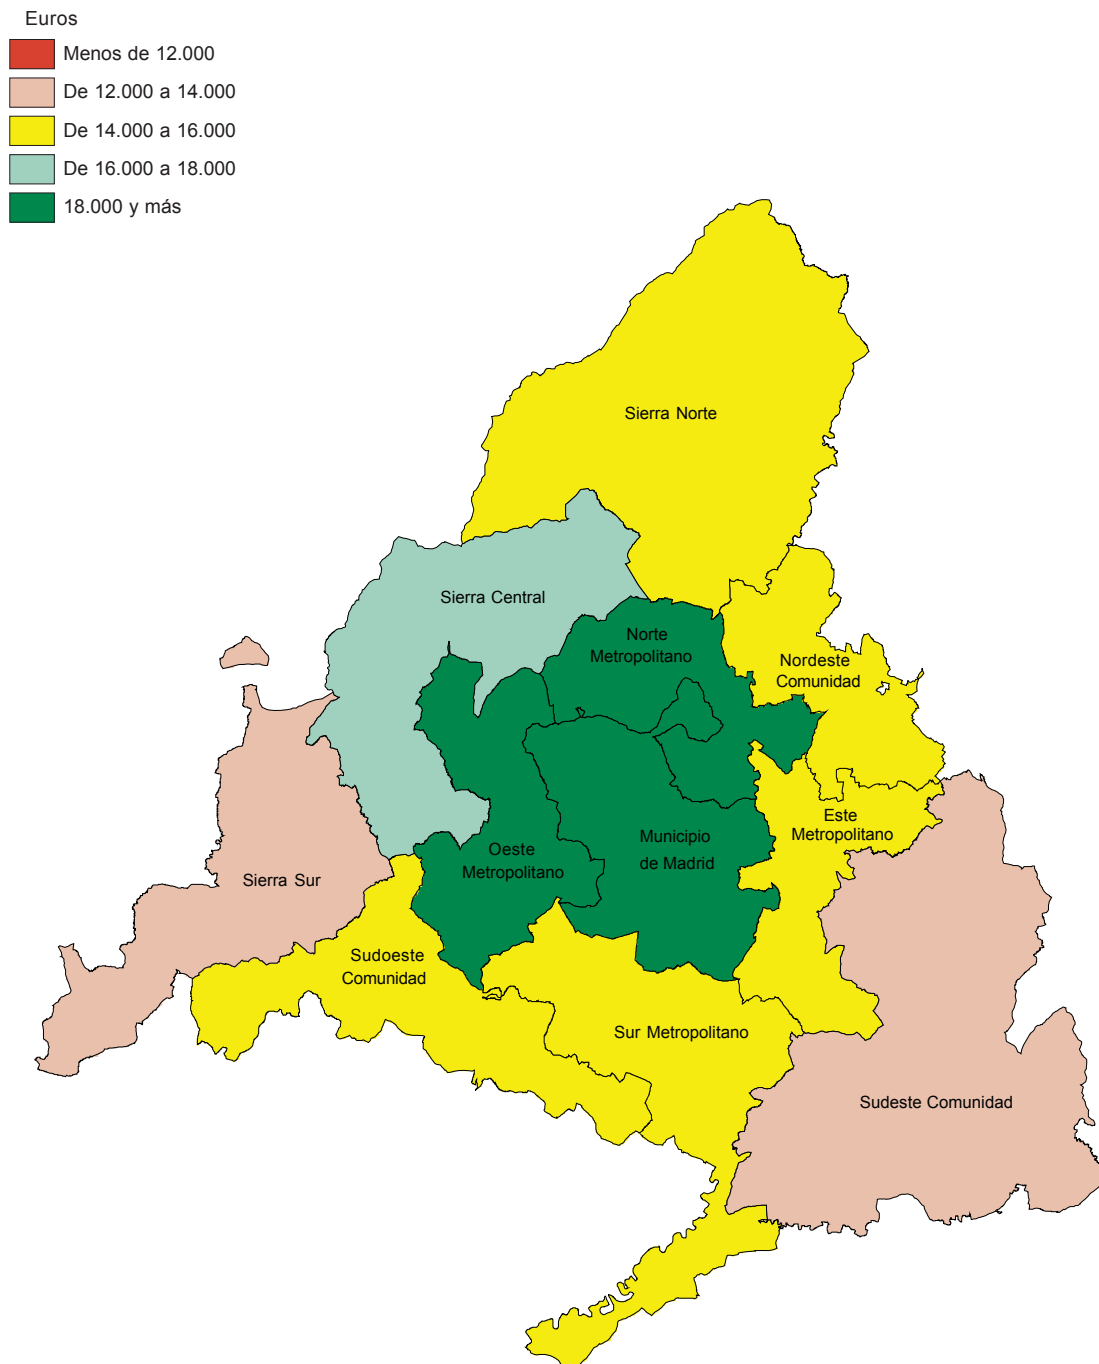 Euros
Menos de 12.000
De 12.000 a 14.000
De 14.000 a 16.000
De 16.000 a 18.000
18.000 y más
Sierra Norte
Sierra Central
Norte
Metropolitano
Nordeste
Comunidad
Este
Metropolitano
Municipio
de Madrid
Oeste
Metropolitano
Sierra Sur
Sudoeste
Comunidad
Sur Metropolitano
Sudeste Comunidad